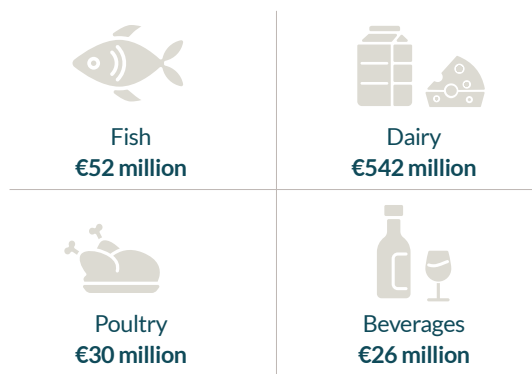 Fish
€52 million
Dairy
€542 million
Poultry
€30 million
Beverages
€26 million